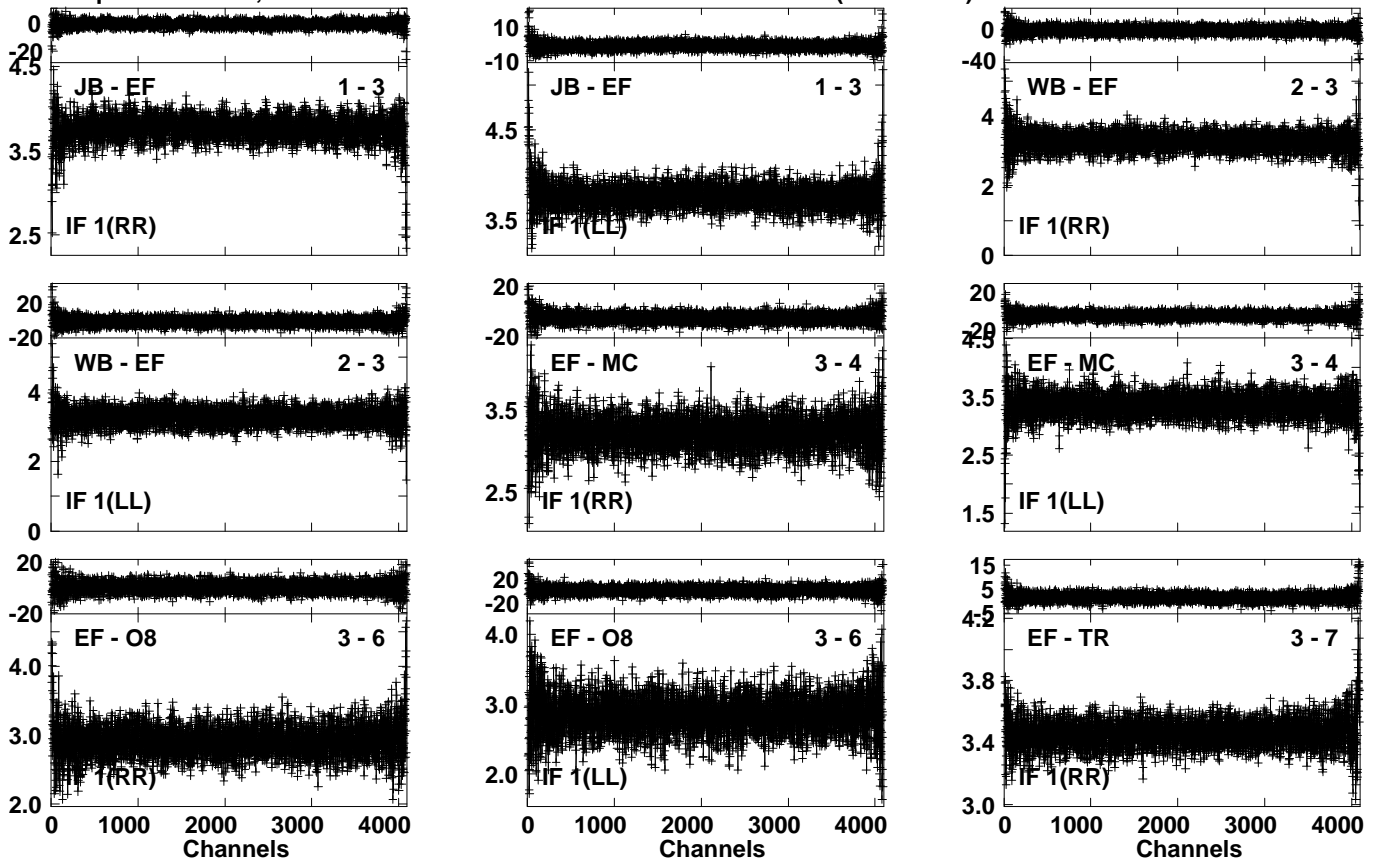 0
-20
10
-10
0
-40
4.5
JB - EF 1 - 3
3.5
2.5
IF 1(RR)
JB - EF 1 - 3
4.5
3.5
IF 1(LL)
WB - EF 2 - 3
4
2
0
IF 1(RR)
20
-20
WB - EF 2 - 3
4
2
0
IF 1(LL)
20
-20
EF - MC 3 - 4
3.5
2.5
IF 1(RR)
20
-20
4.5
EF - MC 3 - 4
3.5
2.5
1.5
IF 1(LL)
20
-20
EF - O8 3 - 6
4.0
3.0
2.0
IF 1(RR)
20
-20
EF - O8 3 - 6
4.0
3.0
2.0
IF 1(LL)
15
5
-5
4.2
EF - TR 3 - 7
3.8
3.4
3.0
IF 1(RR)
0 1000 2000 3000 4000
Channels
0 1000 2000 3000 4000
Channels
0 1000 2000 3000 4000
Channels